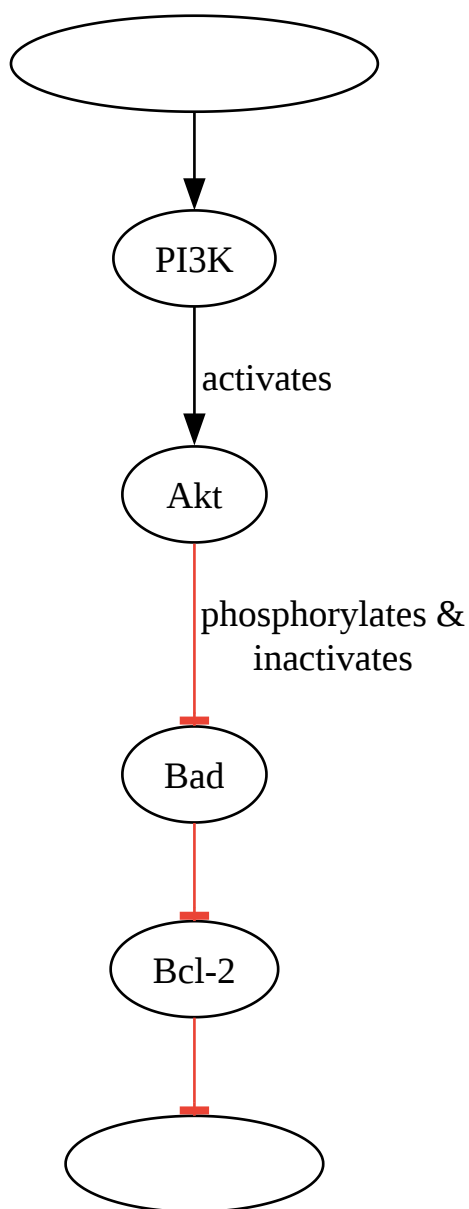 PI3K
activates
Akt
phosphorylates &
inactivates
Bad
Bcl-2